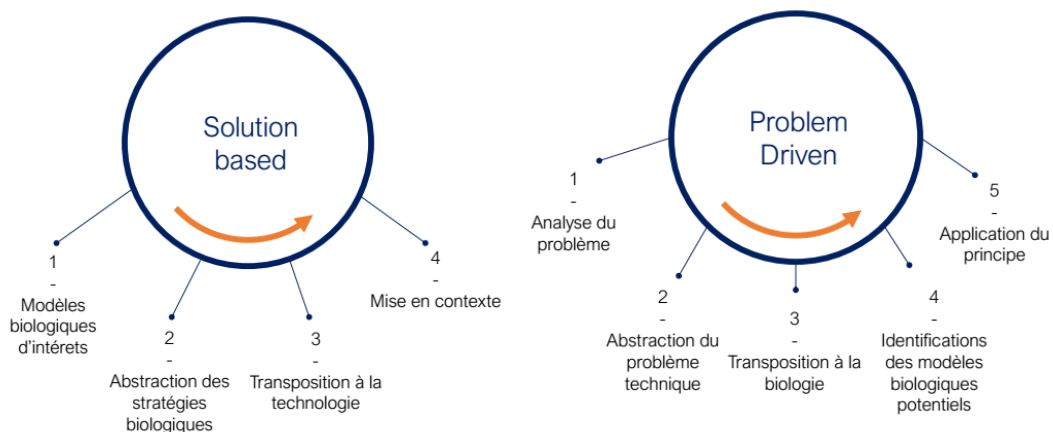 Solution
based
1
-
Modèles
biologiques
d'intérets
2
-
Abstraction des
stratégies
biologiques
3
-
Transposition à la
technologie
4
-
Mise en contexte
Problem
Driven
1
-
Analyse du
problème
2
-
Abstraction du
problème
technique
3
-
Transposition à la
biologie
4
-
Identifications
des modèles
biologiques
potentiels
5
-
Application du
principe